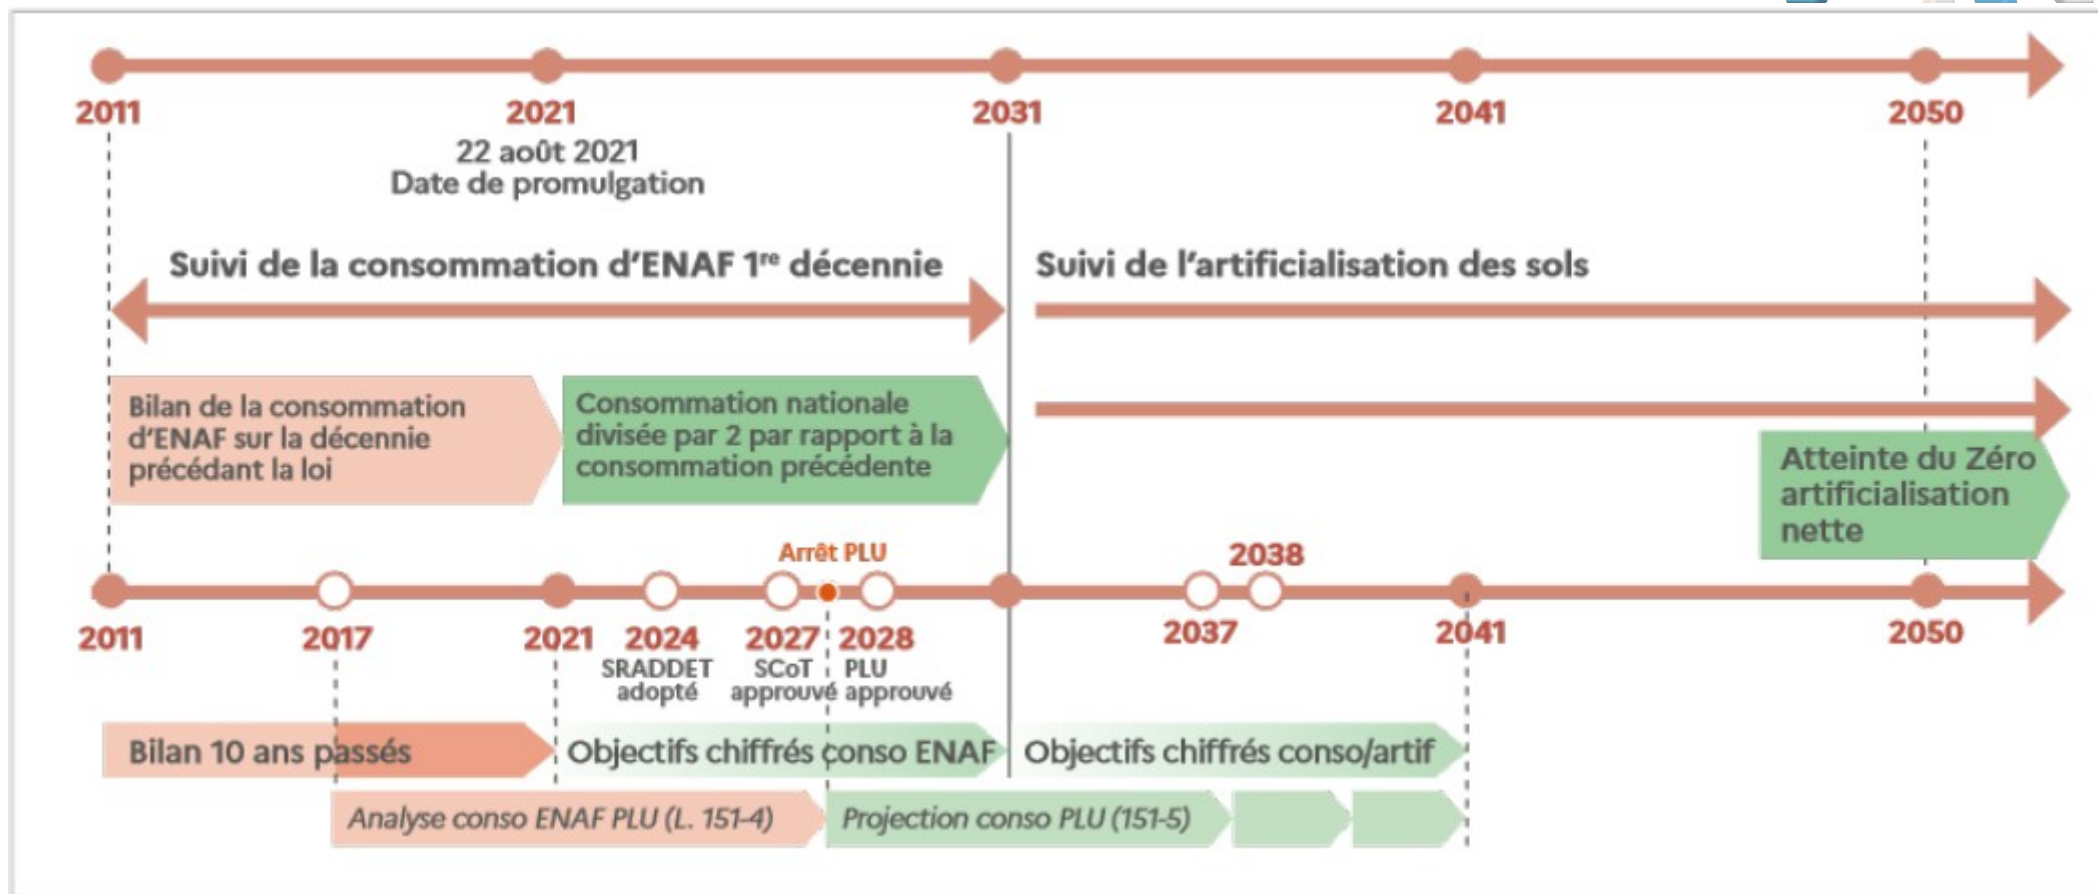 2011
2021
2031
2041
2050
22 août 2021
Date de promulgation
Suivi de la consommation d'ENAF 1re décennie
Suivi de l'artificialisation des sols
Bilan de la consommation
d'ENAF sur la décennie
précédant la loi
Consommation nationale
divisée par 2 par rapport à la
consommation précédente
Atteinte du Zéro
artificialisation
nette
Arrêt PLU
2038
2011
2017
2021
2024
2027
2028
2037
2041
2050
SRADDET
adopté
SCoT
approuvé
PLU
approuvé
Bilan 10 ans passés
Objectifs chiffrés conso ENAF
Objectifs chiffrés conso/artif
Analyse conso ENAF PLU (L. 151-4)
Projection conso PLU (151-5)